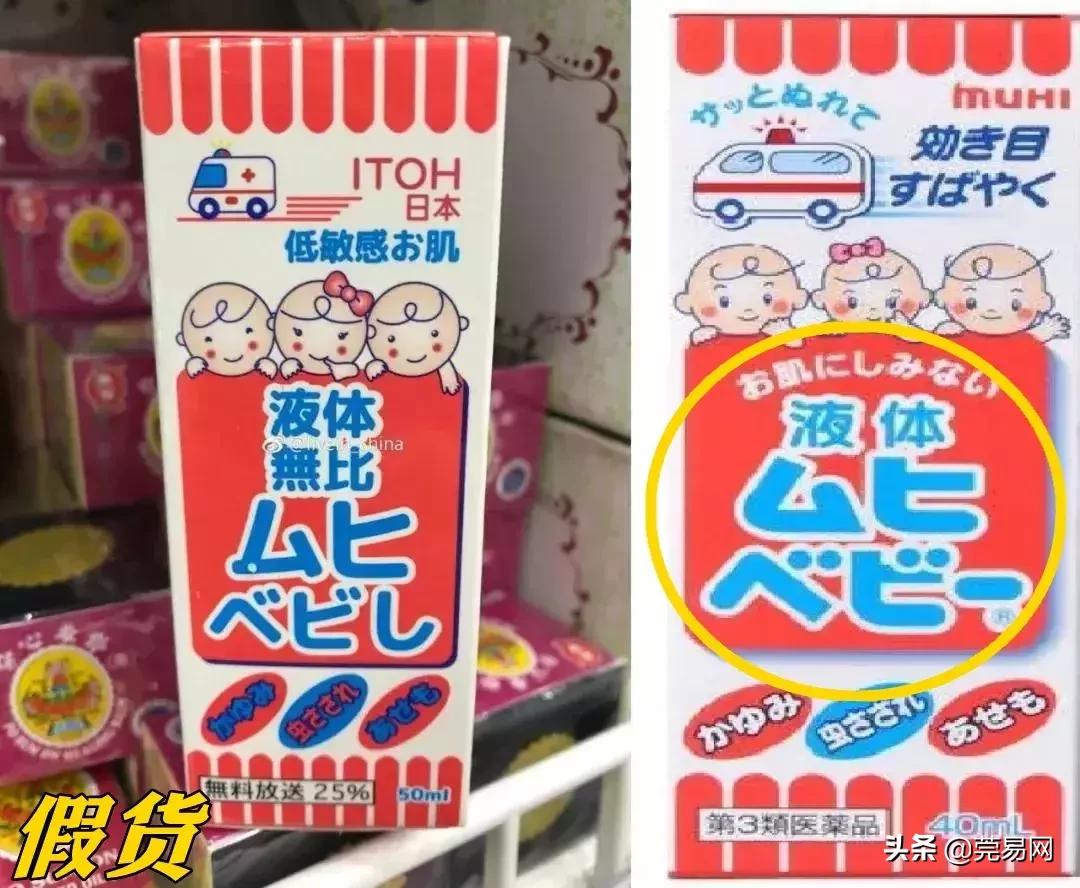 ITOH
日本
低敏感お肌
液体
無比
ムヒ
ベビし
かゆみ
虫さされ
あせも
無料放送 25%
50ml
假货
muHI
サッとぬれて
効き目
すばやく
お肌にしみない
液体
ムヒ
ベビー®
かゆみ
虫さされ
あせも
第3類医薬品
40mL
头条 @莞易网